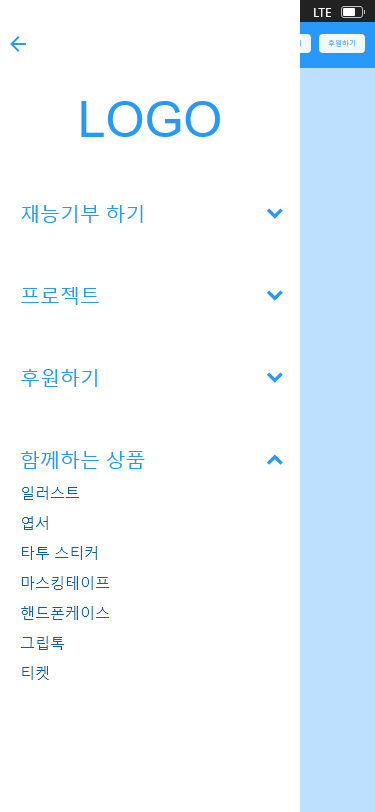 LTE
후원하기
LOGO
재능기부 하기
프로젝트
후원하기
함께하는 상품
일러스트
엽서
타투 스티커
마스킹테이프
핸드폰케이스
그립톡
티켓